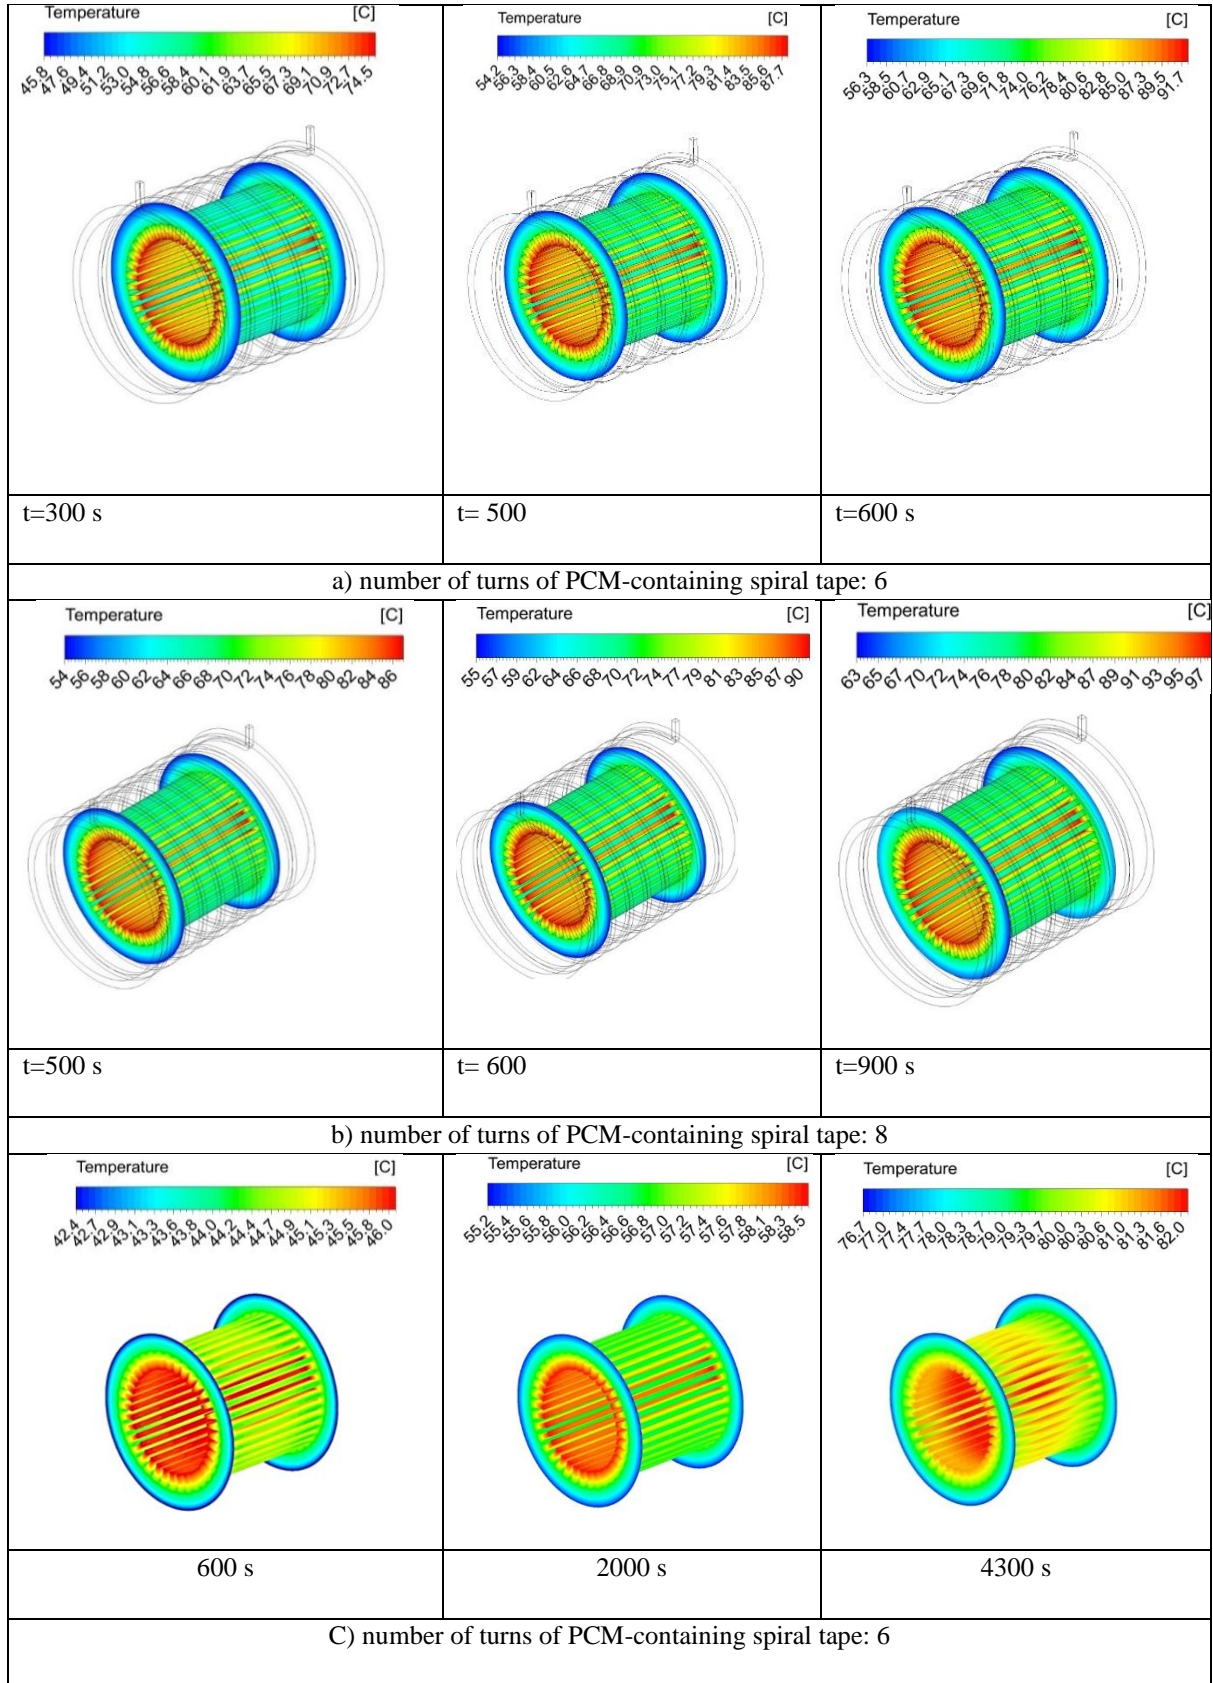 Temperature [C]
45.8 47.6 49.4 51.2 53.0 54.8 56.6 58.4 60.1 61.9 63.7 65.5 67.3 69.1 70.9 72.7 74.5
Temperature [C]
54.2 56.3 58.4 60.5 62.6 64.7 66.8 68.9 70.9 73.0 75.1 77.2 79.3 81.4 83.5 85.6 87.7
Temperature [C]
56.3 58.5 60.7 62.9 65.1 67.3 69.6 71.8 74.0 76.2 78.4 80.6 82.8 85.0 87.3 89.5 91.7
t=300 s
t= 500
t=600 s
a) number of turns of PCM-containing spiral tape: 6
Temperature [C]
54 56 58 60 62 64 66 68 70 72 74 76 78 80 82 84 86
Temperature [C]
55 57 59 62 64 66 68 70 72 74 77 79 81 83 85 87 90
Temperature [C]
63 65 67 70 72 74 76 78 80 82 84 87 89 91 93 95 97
t=500 s
t= 600
t=900 s
b) number of turns of PCM-containing spiral tape: 8
Temperature [C]
42.4 42.7 42.9 43.1 43.3 43.6 43.8 44.0 44.2 44.4 44.7 44.9 45.1 45.3 45.5 45.8 46.0
Temperature [C]
55.2 55.4 55.6 55.8 56.0 56.2 56.4 56.6 56.8 57.0 57.2 57.4 57.6 57.8 58.1 58.3 58.5
Temperature [C]
76.7 77.0 77.4 77.7 78.0 78.3 78.7 79.0 79.3 79.7 80.0 80.3 80.6 81.0 81.3 81.6 82.0
600 s
2000 s
4300 s
C) number of turns of PCM-containing spiral tape: 6